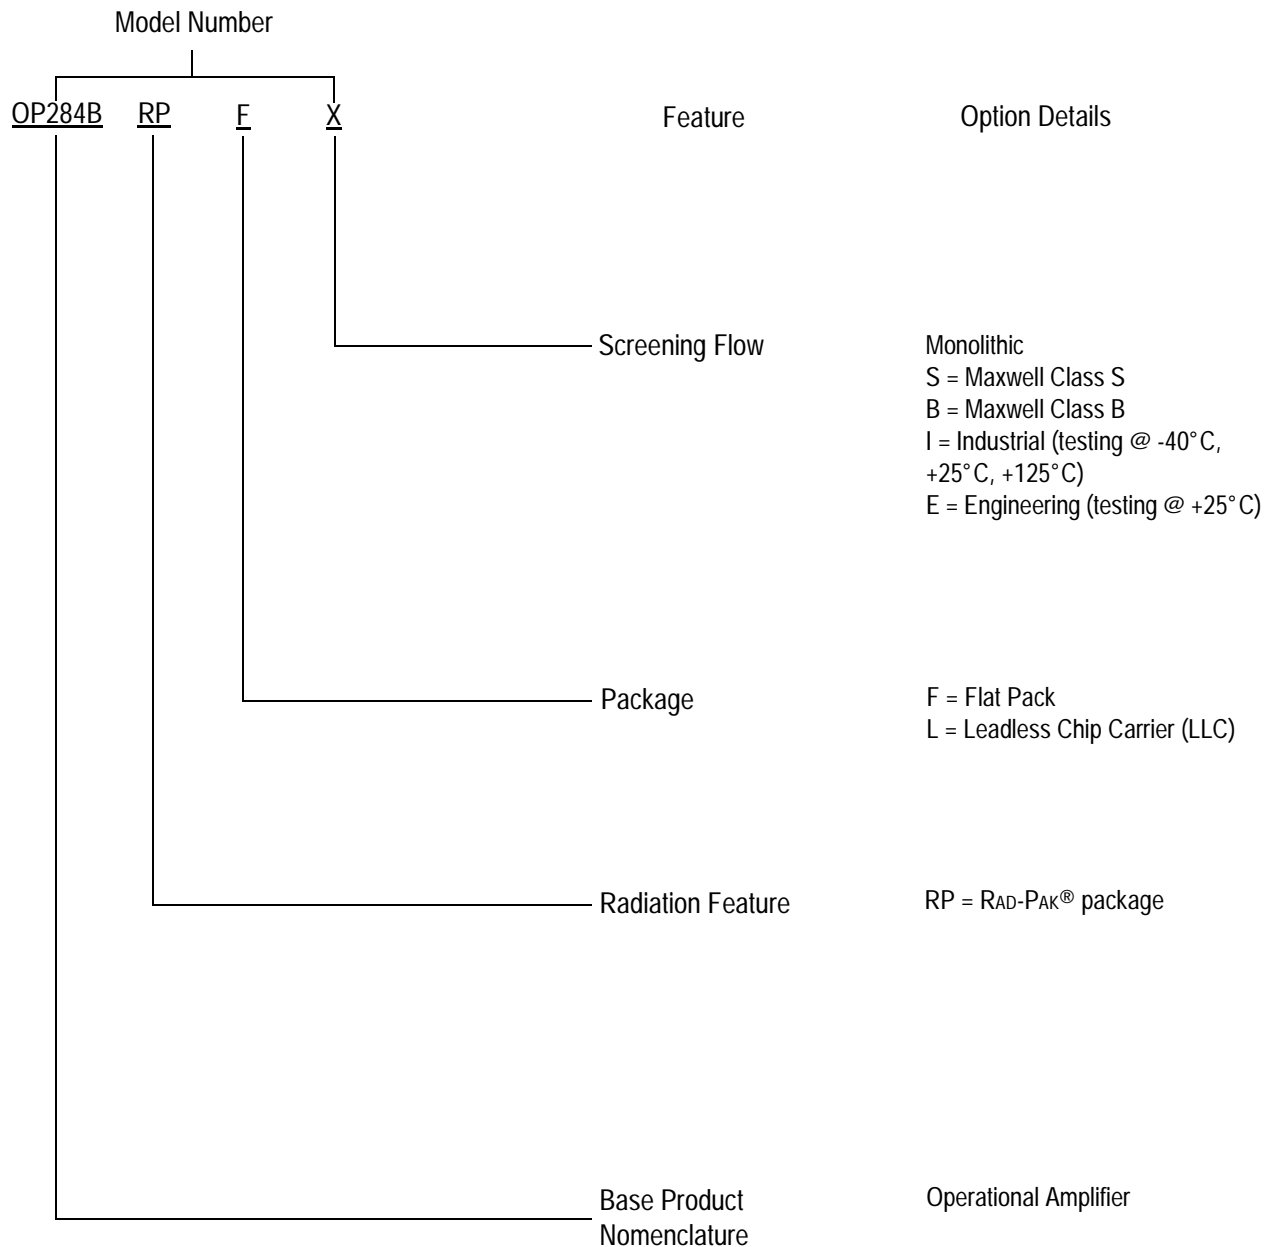 Model Number
OP284B RP F X
Feature Option Details
Screening Flow
Monolithic
S = Maxwell Class S
B = Maxwell Class B
I = Industrial (testing @ -40°C,
+25°C, +125°C)
E = Engineering (testing @ +25°C)
Package
F = Flat Pack
L = Leadless Chip Carrier (LLC)
Radiation Feature
RP = RAD-PAK® package
Base Product
Nomenclature
Operational Amplifier